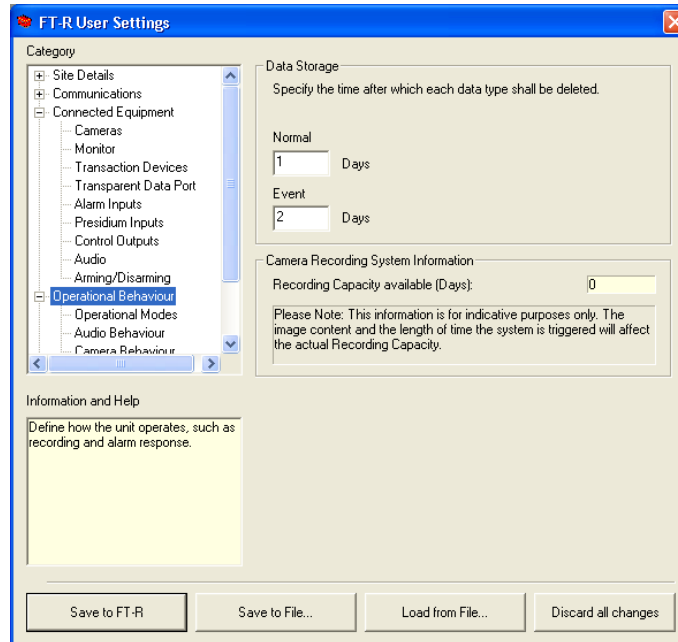 FT-R User Settings
Category
Site Details
Communications
Connected Equipment
Cameras
Monitor
Transaction Devices
Transparent Data Port
Alarm Inputs
Presidium Inputs
Control Outputs
Audio
Arming/Disarming
Operational Behaviour
Operational Modes
Audio Behaviour
Camera Behaviour
Data Storage
Specify the time after which each data type shall be deleted.
Normal
1 Days
Event
2 Days
Camera Recording System Information
Recording Capacity available (Days): 0
Please Note: This information is for indicative purposes only. The
image content and the length of time the system is triggered will affect
the actual Recording Capacity.
Information and Help
Define how the unit operates, such as
recording and alarm response.
Save to FT-R
Save to File...
Load from File...
Discard all changes